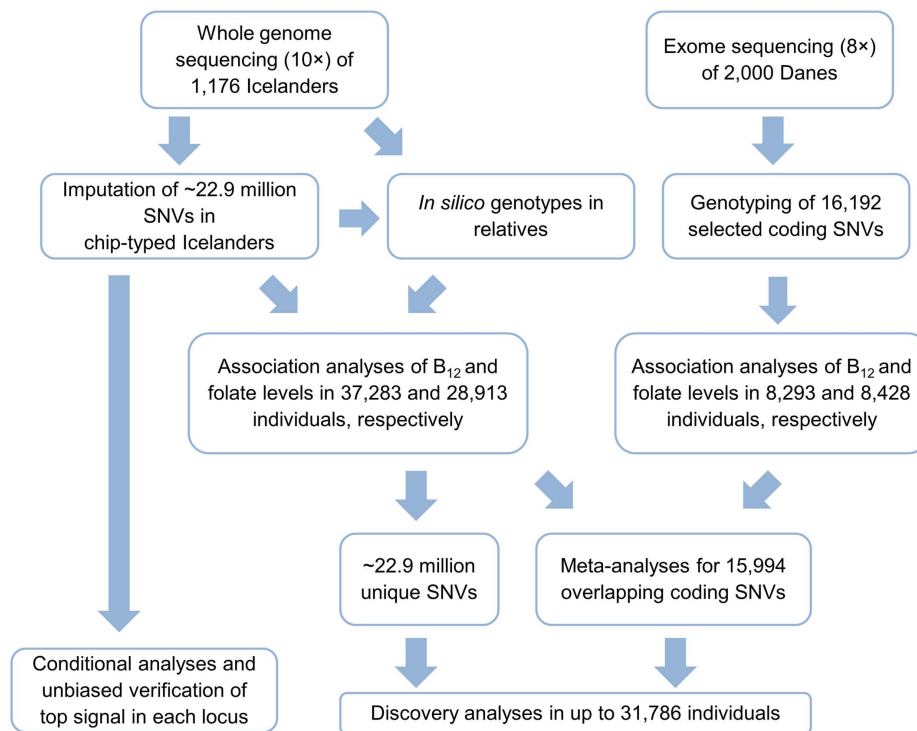 Whole genome
sequencing (10×) of
1,176 Icelanders
Exome sequencing (8×)
of 2,000 Danes
Imputation of ~22.9 million
SNVs in
chip-typed Icelanders
In silico genotypes in
relatives
Genotyping of 16,192
selected coding SNVs
Association analyses of B12 and
folate levels in 37,283 and 28,913
individuals, respectively
Association analyses of B12 and
folate levels in 8,293 and 8,428
individuals, respectively
~22.9 million
unique SNVs
Meta-analyses for 15,994
overlapping coding SNVs
Conditional analyses and
unbiased verification of
top signal in each locus
Discovery analyses in up to 31,786 individuals